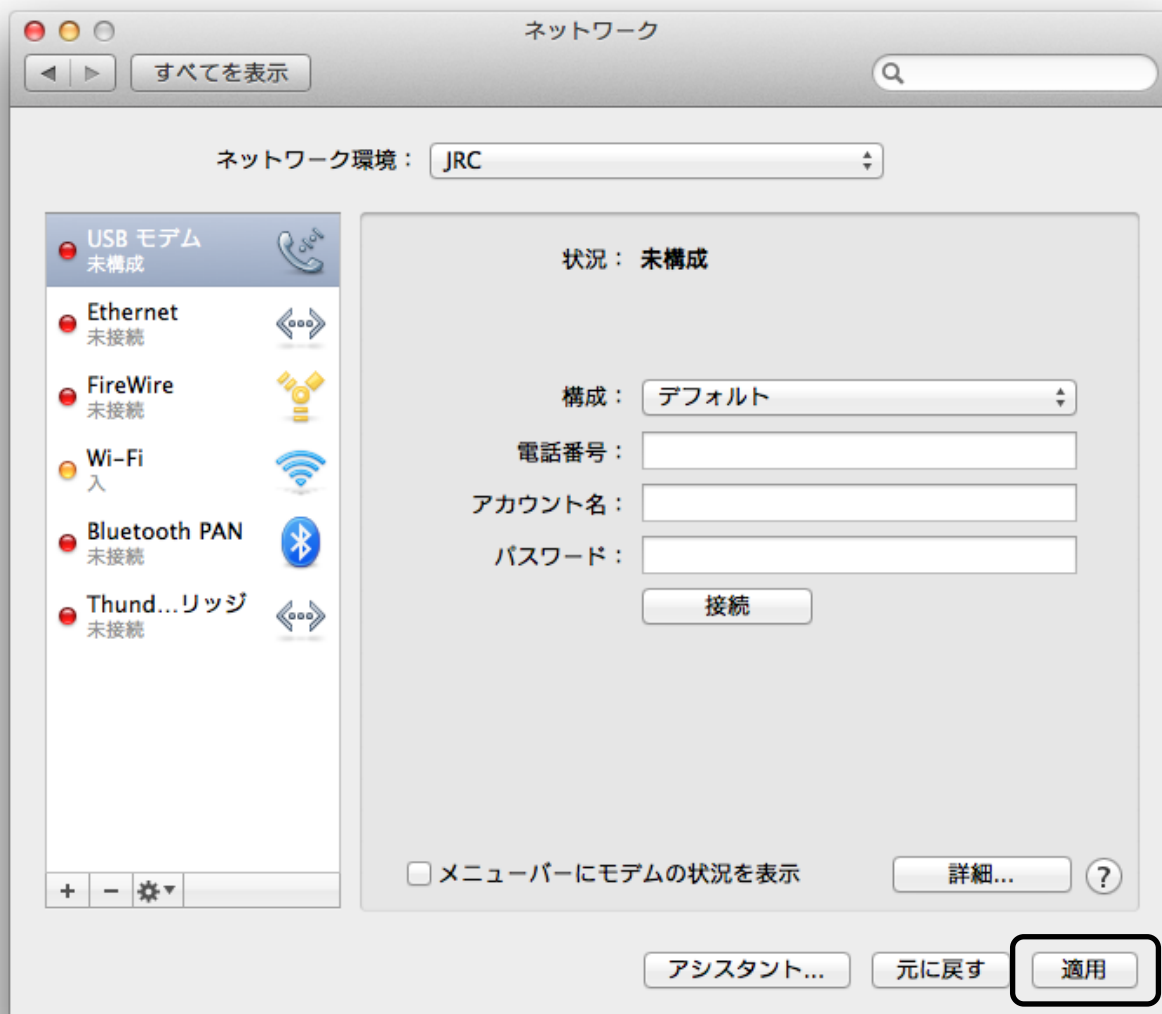 ネットワーク
すべてを表示
ネットワーク環境： JRC
USB モデム
未構成
Ethernet
未接続
FireWire
未接続
Wi-Fi
入
Bluetooth PAN
未接続
Thund...リッジ
未接続
状況： 未構成
構成： デフォルト
電話番号：
アカウント名：
パスワード：
接続
メニューバーにモデムの状況を表示
詳細...
?
アシスタント...
元に戻す
適用